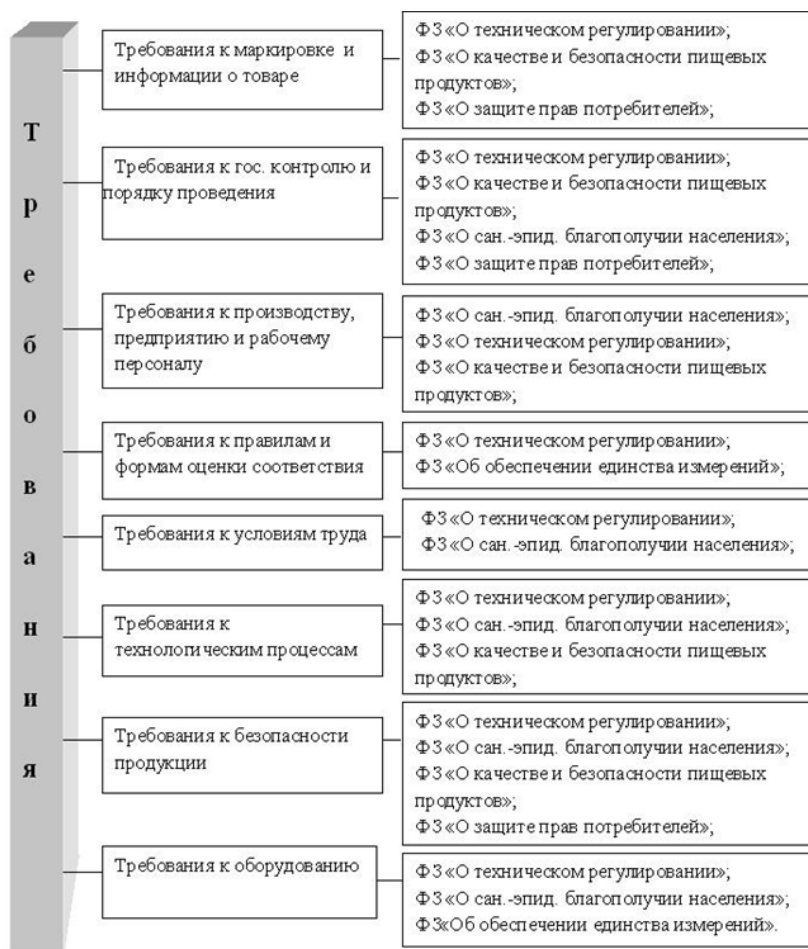 Требования
Требования к маркировке и
информации о товаре
ФЗ «О техническом регулировании»;
ФЗ «О качестве и безопасности пищевых
продуктов»;
ФЗ «О защите прав потребителей»;
Требования к гос. контролю и
порядку проведения
ФЗ «О техническом регулировании»;
ФЗ «О качестве и безопасности пищевых
продуктов»;
ФЗ «О сан.-эпид. благополучии населения»;
ФЗ «О защите прав потребителей»;
Требования к производству,
предприятию и рабочему
персоналу
ФЗ «О сан.-эпид. благополучии населения»;
ФЗ «О техническом регулировании»;
ФЗ «О качестве и безопасности пищевых
продуктов»;
Требования к правилам и
формам оценки соответствия
ФЗ «О техническом регулировании»;
ФЗ «Об обеспечении единства измерений»;
Требования к условиям труда
ФЗ «О техническом регулировании»;
ФЗ «О сан.-эпид. благополучии населения»;
Требования к
технологическим процессам
ФЗ «О техническом регулировании»;
ФЗ «О сан.-эпид. благополучии населения»;
ФЗ «О качестве и безопасности пищевых
продуктов»;
Требования к безопасности
продукции
ФЗ «О техническом регулировании»;
ФЗ «О сан.-эпид. благополучии населения»;
ФЗ «О качестве и безопасности пищевых
продуктов»;
ФЗ «О защите прав потребителей»;
Требования к оборудованию
ФЗ «О техническом регулировании»;
ФЗ «О сан.-эпид. благополучии населения»;
ФЗ«Об обеспечении единства измерений».